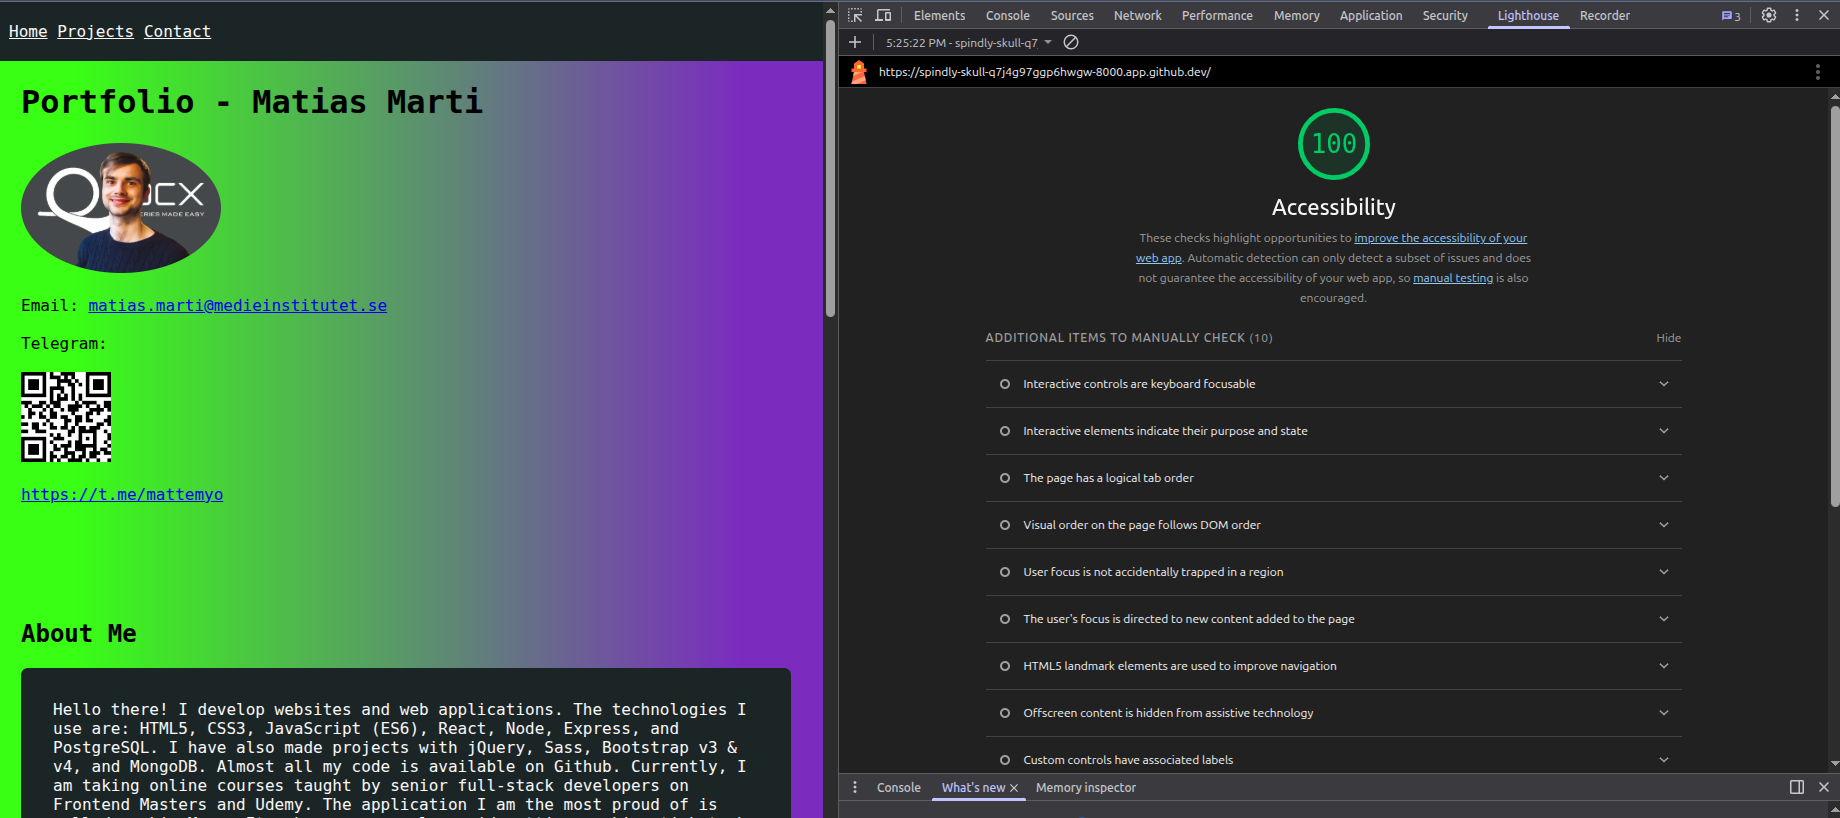 Home Projects Contact
Portfolio - Matias Marti
CX
ERIES MADE EASY
Email: matias.marti@medieinstitutet.se
Telegram:
https://t.me/mattemyo
About Me
Hello there! I develop websites and web applications. The technologies I
use are: HTML5, CSS3, JavaScript (ES6), React, Node, Express, and
PostgreSQL. I have also made projects with jQuery, Sass, Bootstrap v3 &
v4, and MongoDB. Almost all my code is available on Github. Currently, I
am taking online courses taught by senior full-stack developers on
Frontend Masters and Udemy. The application I am the most proud of is
Elements Console Sources Network Performance Memory Application Security Lighthouse Recorder 3
5:25:22 PM - spindly-skull-q7
https://spindly-skull-q7j4g97ggp6hwgw-8000.app.github.dev/
100
Accessibility
These checks highlight opportunities to improve the accessibility of your
web app. Automatic detection can only detect a subset of issues and does
not guarantee the accessibility of your web app, so manual testing is also
encouraged.
ADDITIONAL ITEMS TO MANUALLY CHECK (10) Hide
Interactive controls are keyboard focusable
Interactive elements indicate their purpose and state
The page has a logical tab order
Visual order on the page follows DOM order
User focus is not accidentally trapped in a region
The user's focus is directed to new content added to the page
HTML5 landmark elements are used to improve navigation
Offscreen content is hidden from assistive technology
Custom controls have associated labels
Console What's new Memory inspector